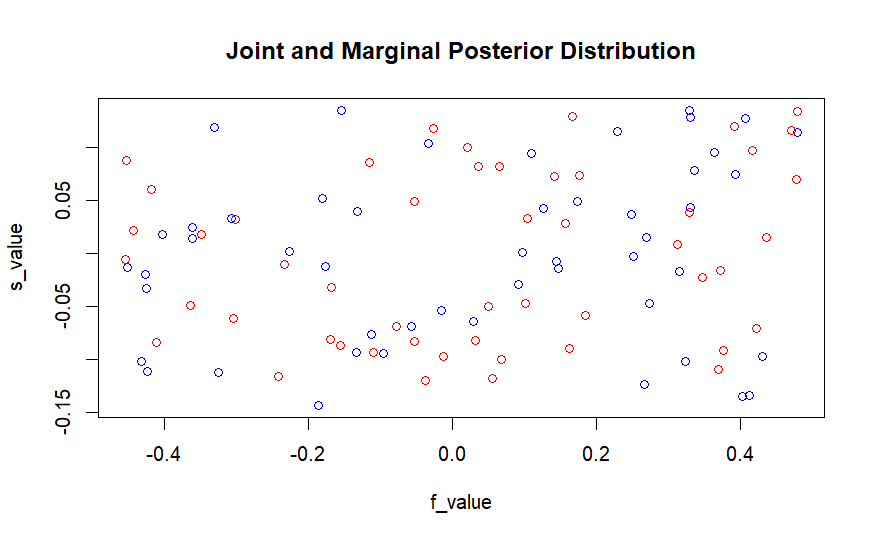 Joint and Marginal Posterior Distribution
s_value
0.05
-0.05
-0.15
-0.4 -0.2 0.0 0.2 0.4
f_value